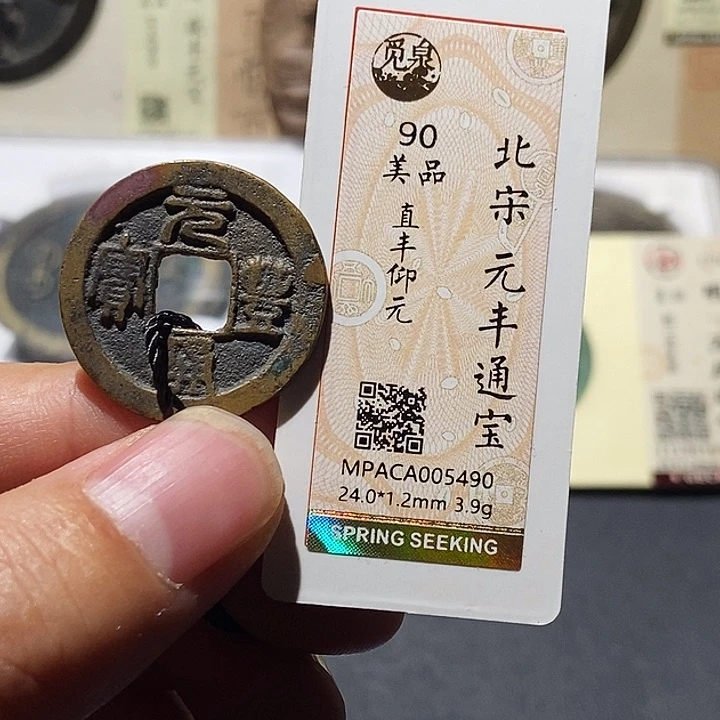 元
豐
寶
觅泉
90
美品
直丰仰元
北宋 元丰通宝
MPACA005490
24.0*1.2mm 3.9g
SPRING SEEKING